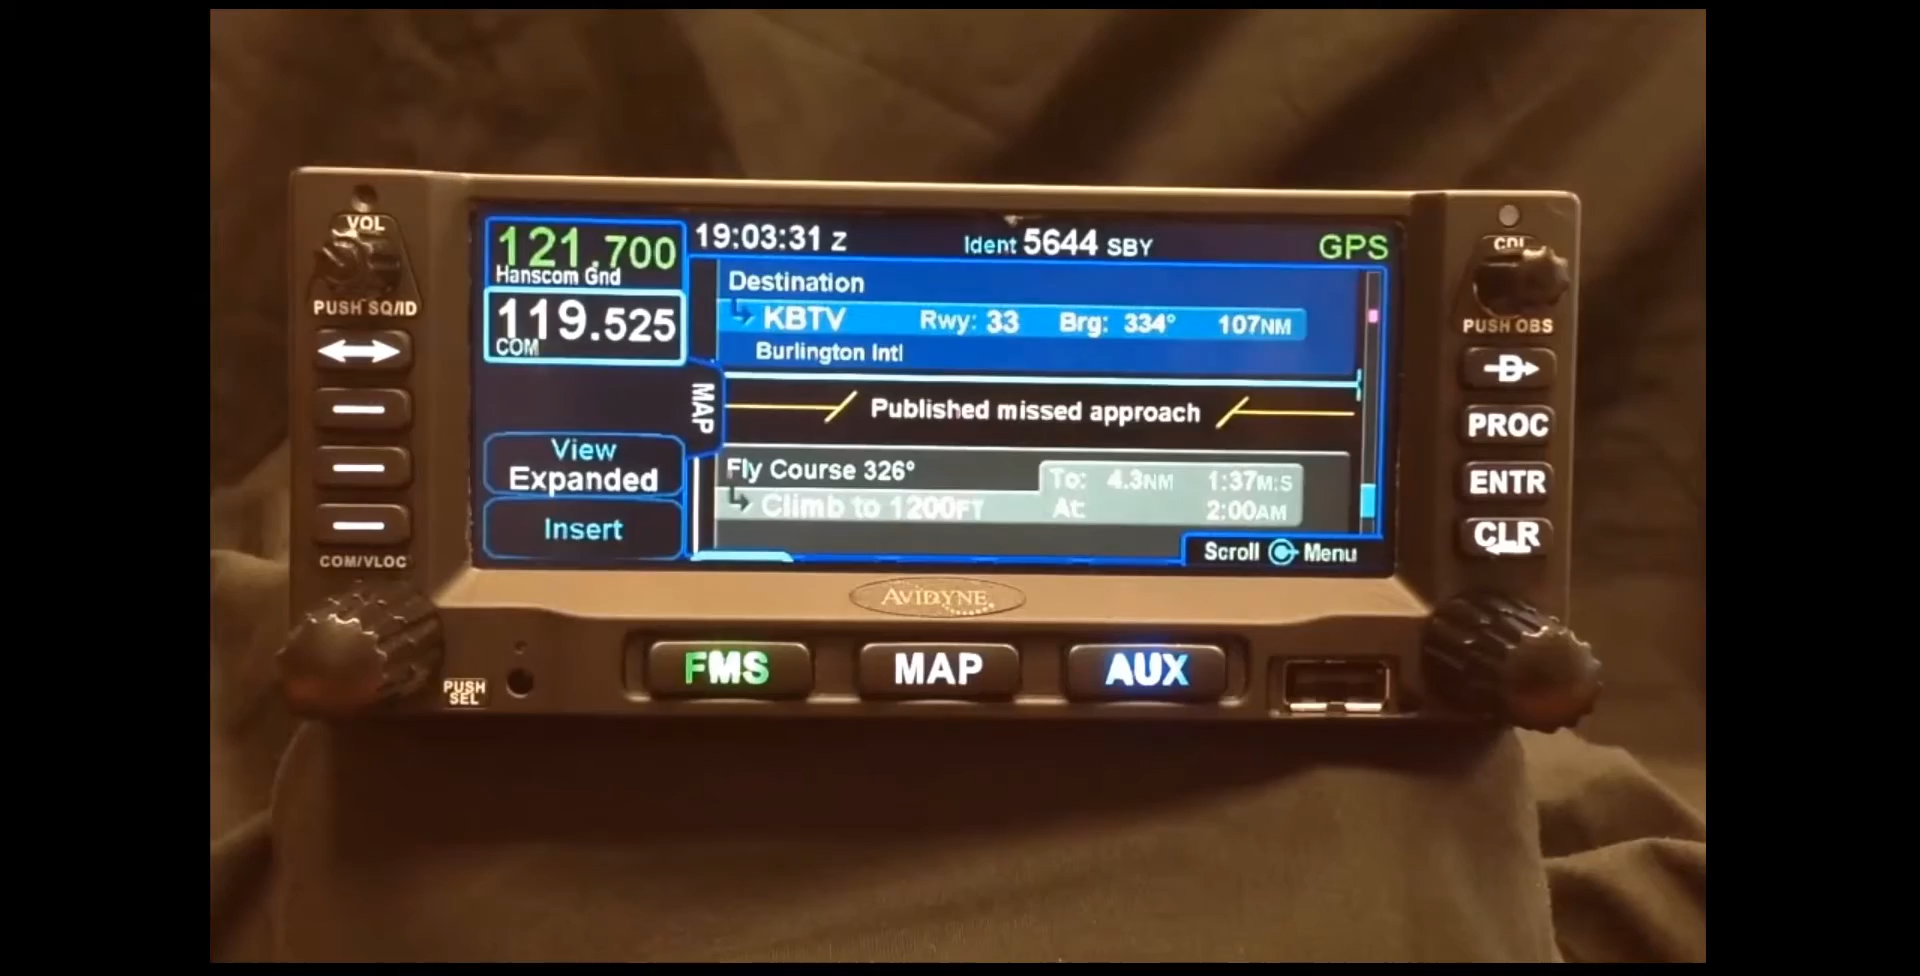 VOL
PUSH SQ/ID
COM/VLOC
PUSH SEL
121.700
Hanscom Gnd
119.525
COM
View
Expanded
Insert
19:03:31 Z
Ident 5644 SBY
GPS
MAP
Destination
KBTV Rwy: 33 Brg: 334° 107NM
Burlington Intl
Published missed approach
Fly Course 326°
To: 4.3NM 1:37M:S
Climb to 1200FT
At: 2:00AM
Scroll Menu
CDI
PUSH OBS
D
PROC
ENTR
CLR
AVIDYNE
FMS
MAP
AUX